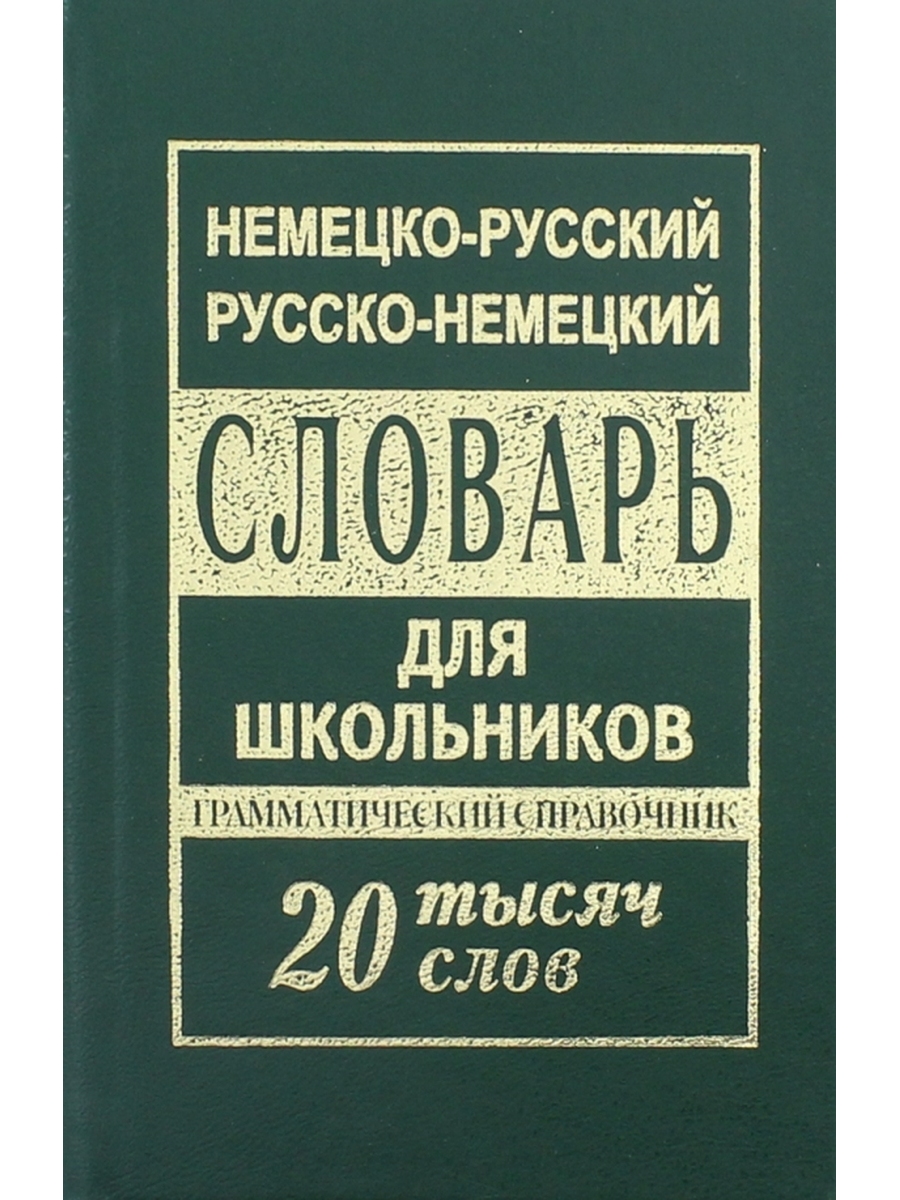 НЕМЕЦКО-РУССКИЙ
РУССКО-НЕМЕЦКИЙ
СЛОВАРЬ
ДЛЯ
ШКОЛЬНИКОВ
ГРАММАТИЧЕСКИЙ СПРАВОЧНИК
20 тысяч
слов